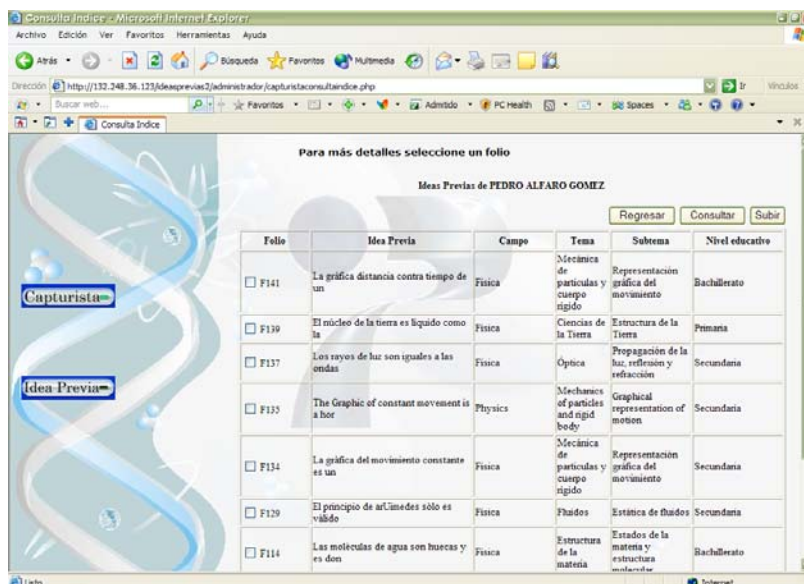 Consulta Indice - Microsoft Internet Explorer
Archivo Edición Ver Favoritos Herramientas Ayuda
Atrás Búsqueda Favoritos Multimedia
Dirección http://132.248.36.123/ideasprevias2/administrador/capturistaconsultaindice.php Ir Vínculos
Buscar web... Favoritos Admitido PC Health Spaces
Consulta Indice
Para más detalles seleccione un folio
Ideas Previas de PEDRO ALFARO GOMEZ
Regresar Consultar Subir
Capturista
Idea Previa
Folio Idea Previa Campo Tema Subtema Nivel educativo
F141 La gráfica distancia contra tiempo de un Física Mecánica de partículas y cuerpo rígido Representación gráfica del movimiento Bachillerato
F139 El núcleo de la tierra es líquido como la Física Ciencias de la Tierra Estructura de la Tierra Primaria
F137 Los rayos de luz son iguales a las ondas Física Óptica Propagación de la luz, reflexión y refracción Secundaria
F135 The Graphic of constant movement is a hor Physics Mechanics of particles and rigid body Graphical representation of motion Secundaria
F134 La gráfica del movimiento constante es un Física Mecánica de partículas y cuerpo rígido Representación gráfica del movimiento Secundaria
F129 El principio de arUimedes sólo es válido Física Fluidos Estática de fluidos Secundaria
F114 Las moléculas de agua son huecas y es don Física Estructura de la materia Estados de la materia y estructura molecular Bachillerato
Listo Internet